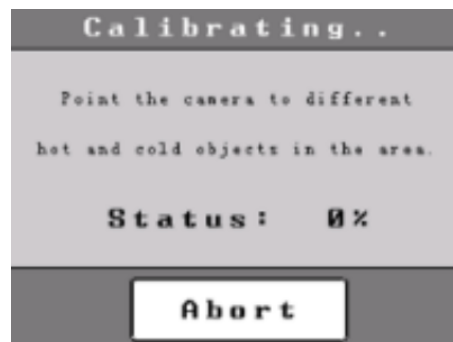 Calibrating..
Point the camera to different
hot and cold objects in the area.
Status: 0%
Abort